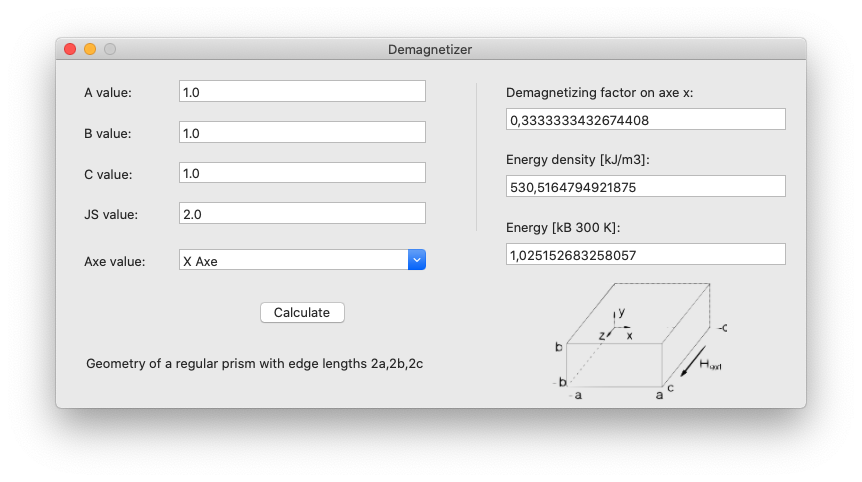 Demagnetizer
A value:
1.0
B value:
1.0
C value:
1.0
JS value:
2.0
Axe value:
X Axe
Calculate
Geometry of a regular prism with edge lengths 2a,2b,2c
Demagnetizing factor on axe x:
0,3333333432674408
Energy density [kJ/m3]:
530,5164794921875
Energy [kB 300 K]:
1,025152683258057
y
z
x
-c
b
-b
-a
a
c